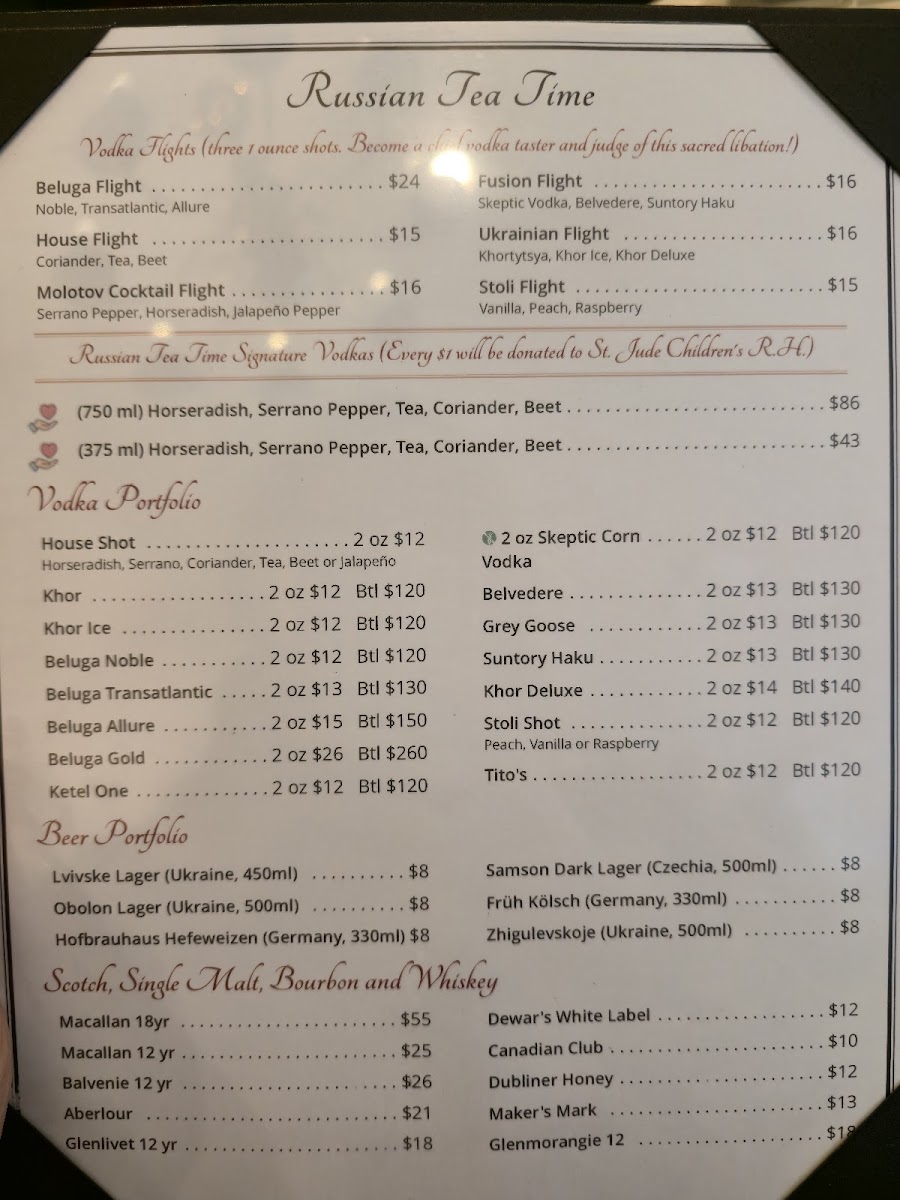 Russian Tea Time
Vodka Flights (three 1 ounce shots. Become a vodka taster and judge of this sacred libation!)
Beluga Flight ........................ $24
Noble, Transatlantic, Allure
House Flight ........................ $15
Coriander, Tea, Beet
Molotov Cocktail Flight ................ $16
Serrano Pepper, Horseradish, Jalapeño Pepper
Fusion Flight ........................ $16
Skeptic Vodka, Belvedere, Suntory Haku
Ukrainian Flight ..................... $16
Khortytsya, Khor Ice, Khor Deluxe
Stoli Flight ......................... $15
Vanilla, Peach, Raspberry
Russian Tea Time Signature Vodkas (Every $1 will be donated to St. Jude Children's R.H.)
(750 ml) Horseradish, Serrano Pepper, Tea, Coriander, Beet ........................... $86
(375 ml) Horseradish, Serrano Pepper, Tea, Coriander, Beet ........................... $43
Vodka Portfolio
House Shot ..................... 2 oz $12
Horseradish, Serrano, Coriander, Tea, Beet or Jalapeño
Khor .................. 2 oz $12 Btl $120
Khor Ice ............... 2 oz $12 Btl $120
Beluga Noble ........... 2 oz $12 Btl $120
Beluga Transatlantic ..... 2 oz $13 Btl $130
Beluga Allure ........... 2 oz $15 Btl $150
Beluga Gold ............ 2 oz $26 Btl $260
Ketel One .............. 2 oz $12 Btl $120
2 oz Skeptic Corn ...... 2 oz $12 Btl $120
Vodka
Belvedere .............. 2 oz $13 Btl $130
Grey Goose ............ 2 oz $13 Btl $130
Suntory Haku ........... 2 oz $13 Btl $130
Khor Deluxe ............ 2 oz $14 Btl $140
Stoli Shot .............. 2 oz $12 Btl $120
Peach, Vanilla or Raspberry
Tito's .................. 2 oz $12 Btl $120
Beer Portfolio
Lvivske Lager (Ukraine, 450ml) .......... $8
Obolon Lager (Ukraine, 500ml) .......... $8
Hofbrauhaus Hefeweizen (Germany, 330ml) $8
Samson Dark Lager (Czechia, 500ml) ...... $8
Früh Kölsch (Germany, 330ml) ........... $8
Zhigulevskoje (Ukraine, 500ml) .......... $8
Scotch, Single Malt, Bourbon and Whiskey
Macallan 18yr ........................ $55
Macallan 12 yr ....................... $25
Balvenie 12 yr ....................... $26
Aberlour ............................ $21
Glenlivet 12 yr ....................... $18
Dewar's White Label .................. $12
Canadian Club ....................... $10
Dubliner Honey ...................... $12
Maker's Mark ........................ $13
Glenmorangie 12 ..................... $18